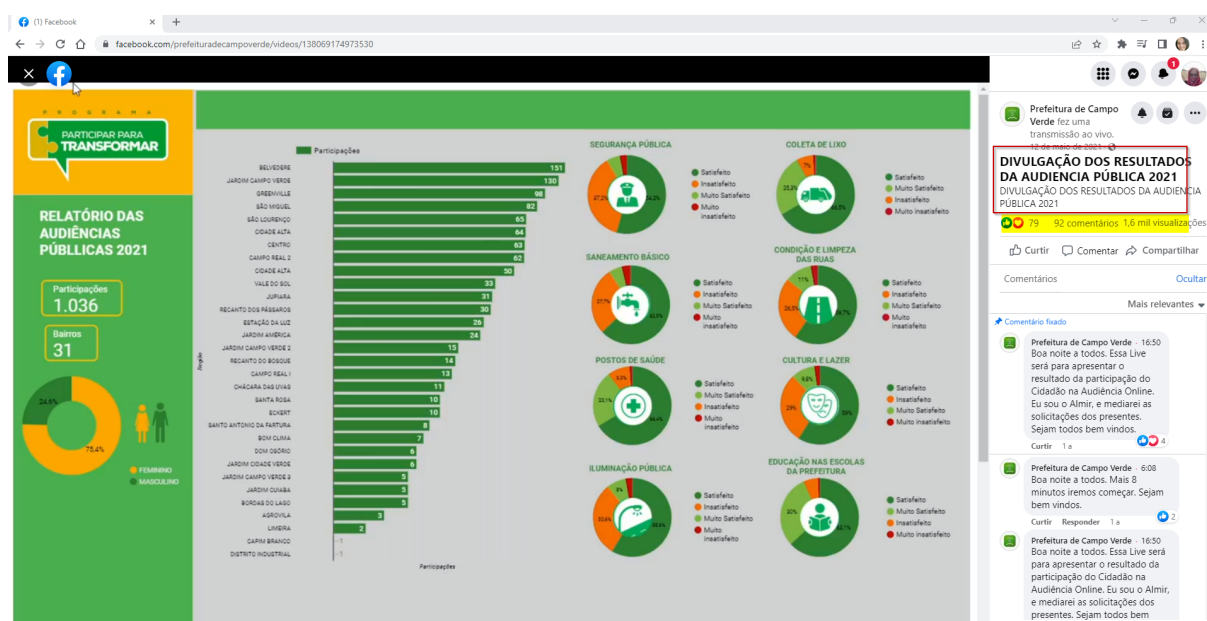 (1) Facebook
facebook.com/prefeituradecampoverde/videos/138069174973530
PROGRAMA
PARTICIPAR PARA
TRANSFORMAR
RELATÓRIO DAS
AUDIÊNCIAS
PÚBLLICAS 2021
Participações
1.036
Bairros
31
24,6%
75,4%
FEMININO
MASCULINO
Participações
Região
BELVEDERE 151
JARDIM CAMPO VERDE 130
GREENVILLE 98
SÃO MIGUEL 82
SÃO LOURENÇO 65
CIDADE ALTA 64
CENTRO 63
CAMPO REAL 2 62
CIDADE ALTA 50
VALE DO SOL 33
JUPIARA 31
RECANTO DOS PÁSSAROS 30
ESTAÇÃO DA LUZ 26
JARDIM AMÉRICA 24
JARDIM CAMPO VERDE 2 15
RECANTO DO BOSQUE 14
CAMPO REAL I 13
CHÁCARA DAS UVAS 11
SANTA ROSA 10
ECKERT 10
SANTO ANTONIO DA FARTURA 8
BOM CLIMA 7
DOM OSÓRIO 6
JARDIM CIDADE VERDE 6
JARDIM CAMPO VERDE 3 5
JARDIM CUIABA 5
BORDAS DO LAGO 5
AGROVILA 3
LIMEIRA 2
CAPIM BRANCO 1
DISTRITO INDUSTRIAL 1
Participações
SEGURANÇA PÚBLICA
Satisfeito
Insatisfeito
Muito Satisfeito
Muito
insatisfeito
COLETA DE LIXO
7%
Satisfeito
Muito Satisfeito
Insatisfeito
Muito insatisfeito
SANEAMENTO BÁSICO
Satisfeito
Insatisfeito
Muito Satisfeito
Muito
insatisfeito
CONDIÇÃO E LIMPEZA
DAS RUAS
Satisfeito
Insatisfeito
Muito Satisfeito
Muito
insatisfeito
POSTOS DE SAÚDE
Satisfeito
Muito Satisfeito
Insatisfeito
Muito
insatisfeito
CULTURA E LAZER
29%
Satisfeito
Insatisfeito
Muito Satisfeito
Muito insatisfeito
ILUMINAÇÃO PÚBLICA
Satisfeito
Insatisfeito
Muito Satisfeito
Muito
insatisfeito
EDUCAÇÃO NAS ESCOLAS
DA PREFEITURA
30%
Satisfeito
Muito Satisfeito
Insatisfeito
Muito insatisfeito
1
Prefeitura de Campo
Verde fez uma
transmissão ao vivo.
12 de maio de 2021
DIVULGAÇÃO DOS RESULTADOS
DA AUDIENCIA PÚBLICA 2021
DIVULGAÇÃO DOS RESULTADOS DA AUDIENCIA
PÚBLICA 2021
79 92 comentários 1,6 mil visualizações
Curtir Comentar Compartilhar
Comentários Ocultar
Mais relevantes
Comentário fixado
Prefeitura de Campo Verde · 16:50
Boa noite a todos. Essa Live
será para apresentar o
resultado da participação do
Cidadão na Audiência Online.
Eu sou o Almir, e mediarei as
solicitações dos presentes.
Sejam todos bem vindos.
4
Curtir 1 a
Prefeitura de Campo Verde · 6:08
Boa noite a todos. Mais 8
minutos iremos começar. Sejam
bem vindos.
2
Curtir Responder 1 a
Prefeitura de Campo Verde · 16:50
Boa noite a todos. Essa Live será
para apresentar o resultado da
participação do Cidadão na
Audiência Online. Eu sou o Almir,
e mediarei as solicitações dos
presentes. Sejam todos bem